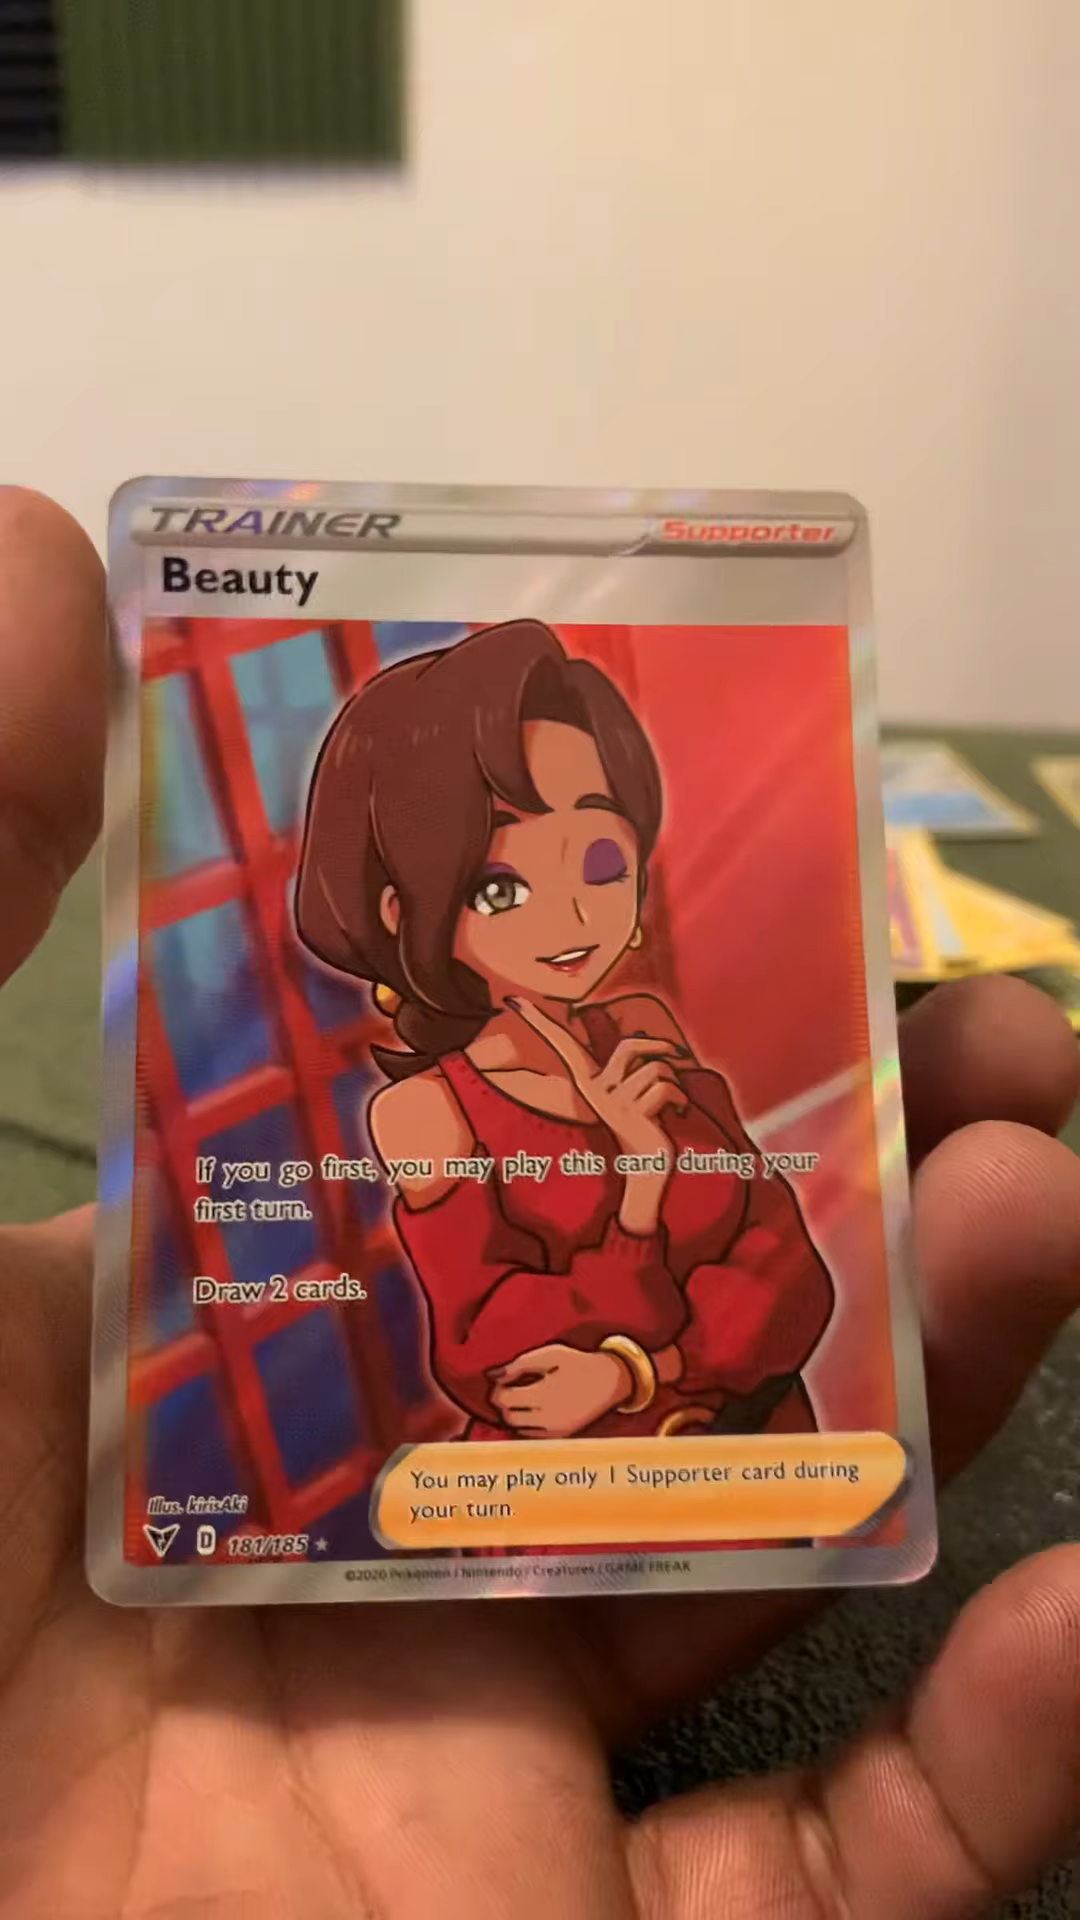 TRAINER
Supporter
Beauty
If you go first, you may play this card during your
first turn.
Draw 2 cards.
You may play only 1 Supporter card during
your turn.
Illus. kirisAki
D 181/185 ★
©2020 Pokémon / Nintendo / Creatures / GAME FREAK